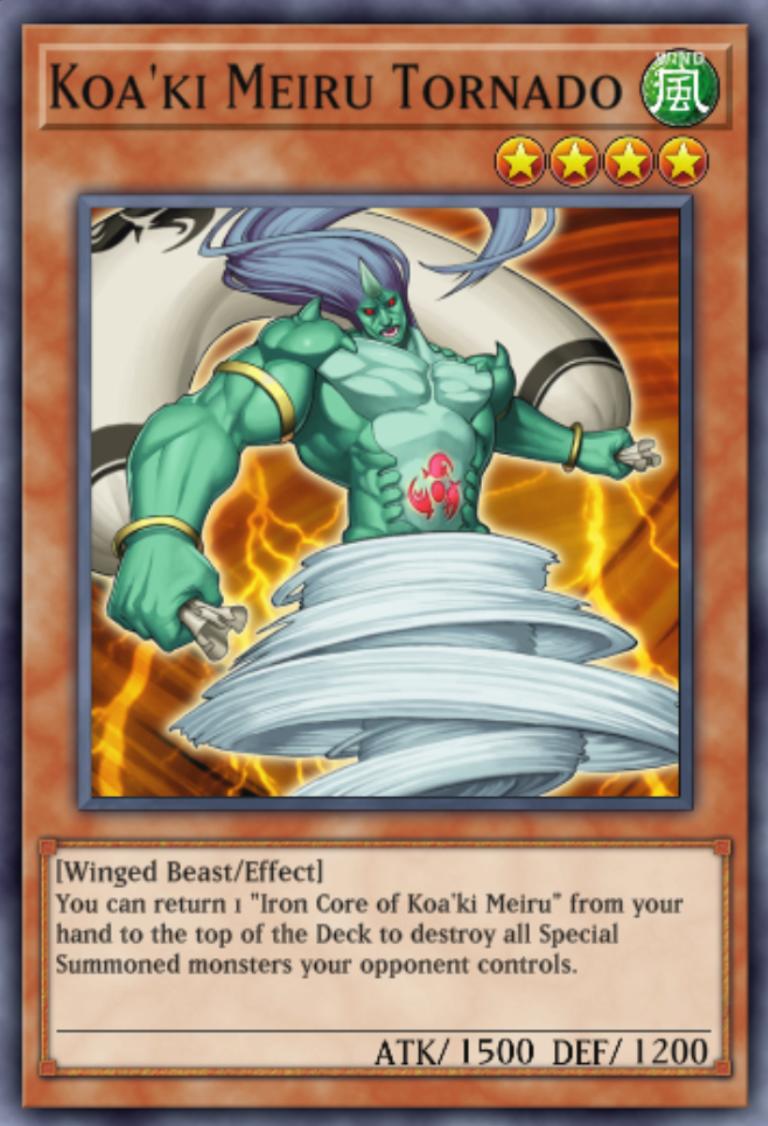 Koa'ki Meiru Tornado
WIND
風
[Winged Beast/Effect]
You can return 1 "Iron Core of Koa'ki Meiru" from your
hand to the top of the Deck to destroy all Special
Summoned monsters your opponent controls.
ATK/ 1500 DEF/ 1200